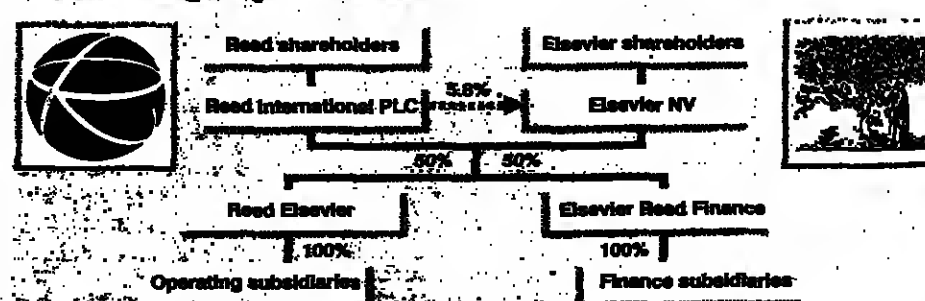 Reed shareholders Elsevier shareholders
5.8%
Reed International PLC Elsevier NV
50% 50%
Reed Elsevier Elsevier Reed Finance
100% 100%
Operating subsidiaries Finance subsidiaries